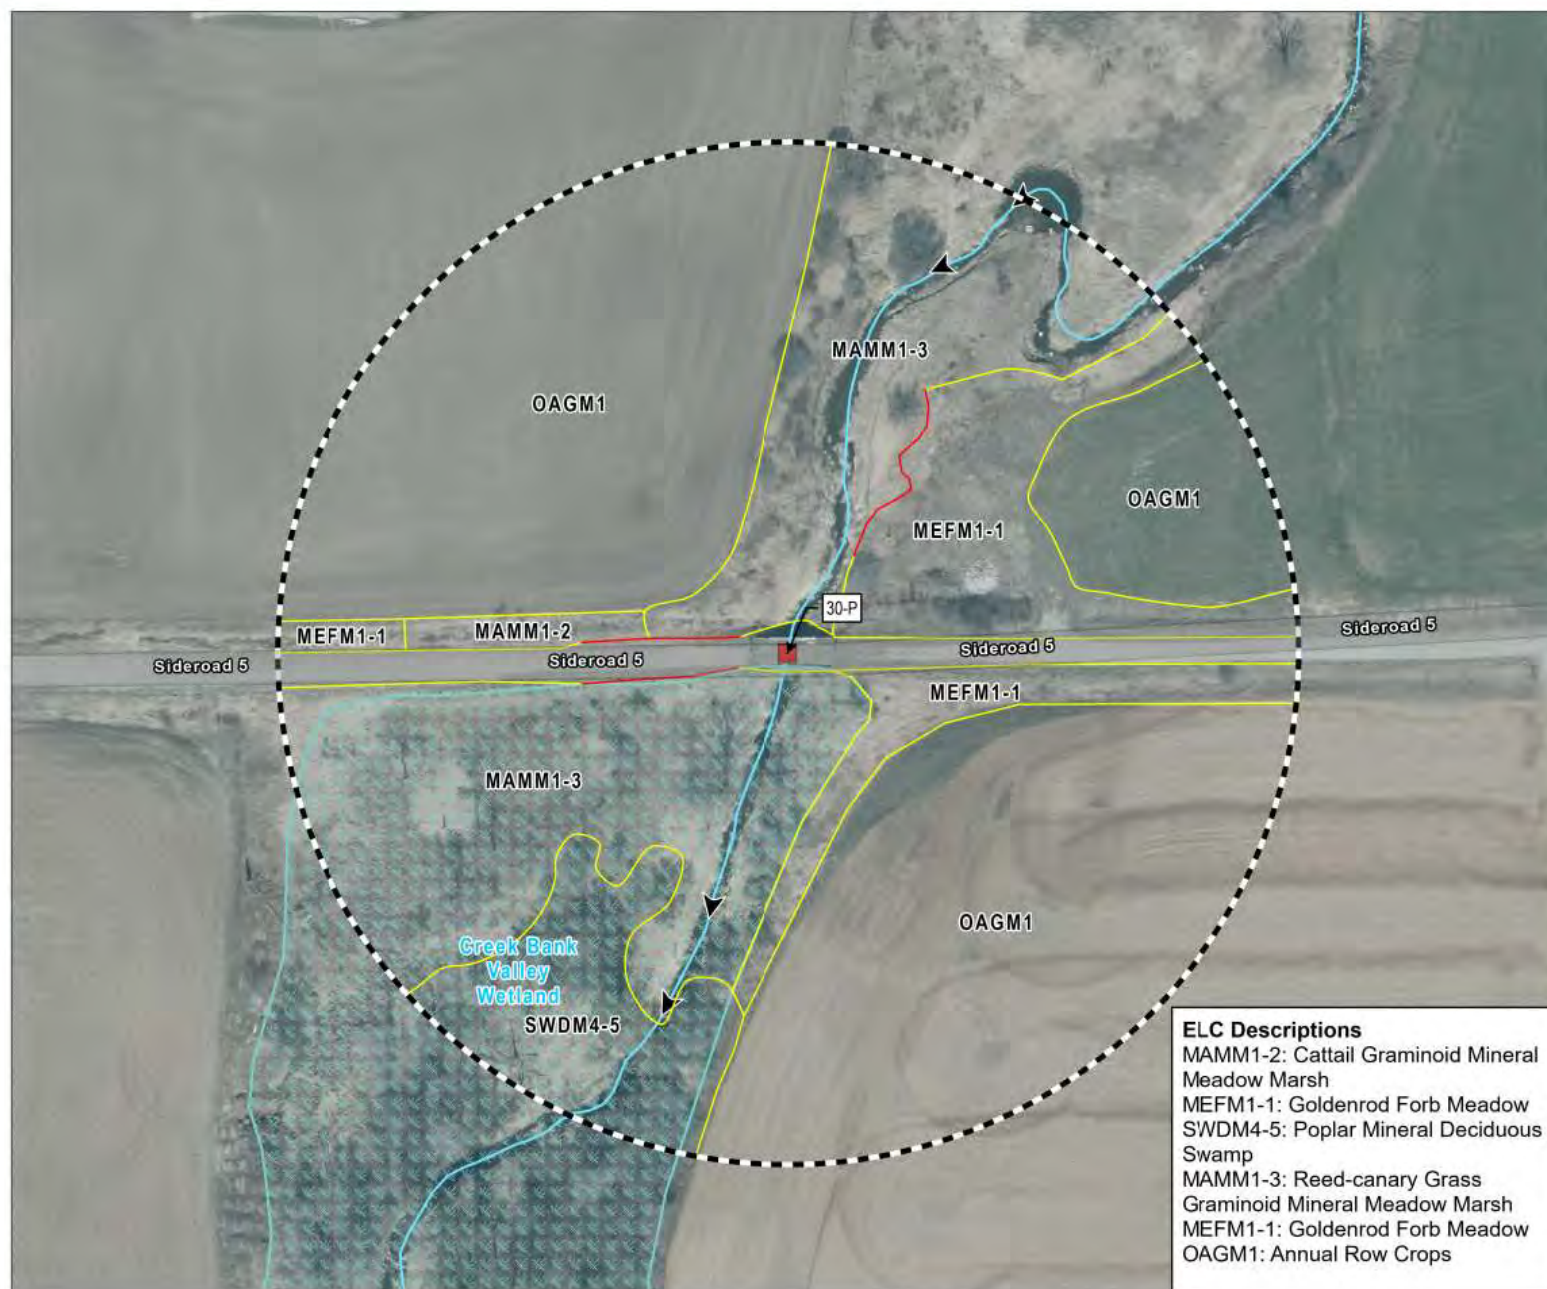 MAMM1-3
OAGM1
OAGM1
MEFM1-1
30-P
MEFM1-1
MAMM1-2
Sideroad 5
Sideroad 5
Sideroad 5
Sideroad 5
MEFM1-1
MAMM1-3
OAGM1
Creek Bank
Valley
Wetland
SWDM4-5
ELC Descriptions
MAMM1-2: Cattail Graminoid Mineral
Meadow Marsh
MEFM1-1: Goldenrod Forb Meadow
SWDM4-5: Poplar Mineral Deciduous
Swamp
MAMM1-3: Reed-canary Grass
Graminoid Mineral Meadow Marsh
MEFM1-1: Goldenrod Forb Meadow
OAGM1: Annual Row Crops